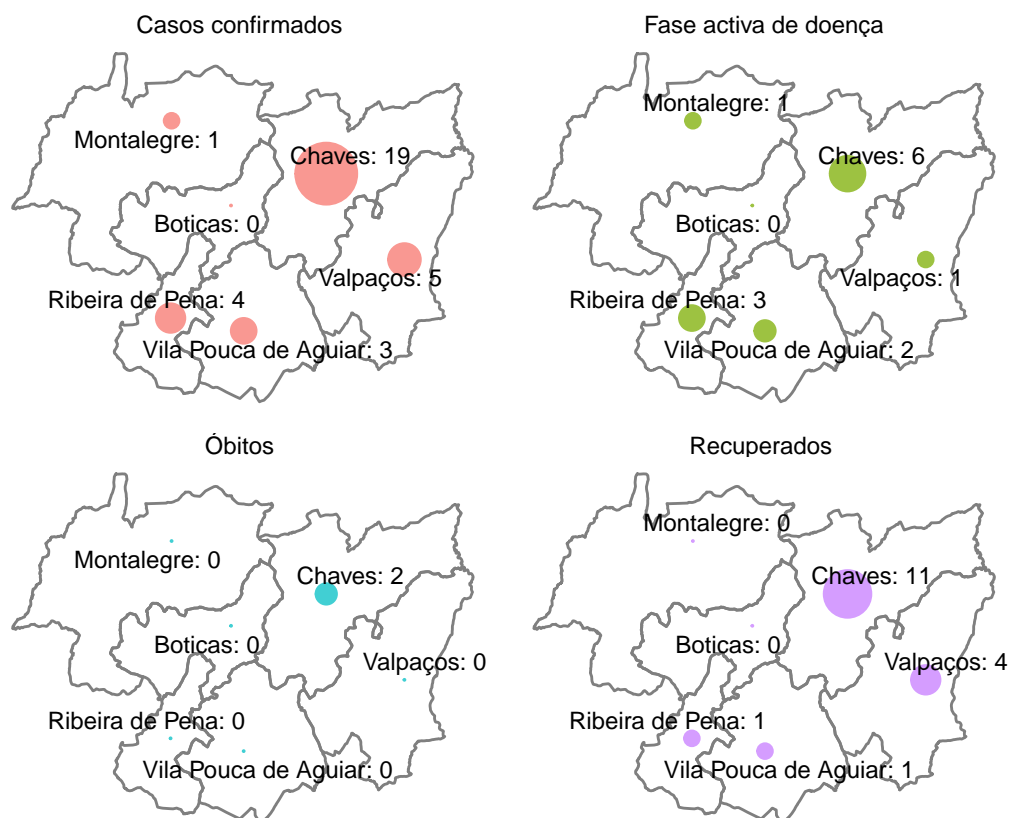 Casos confirmados
Montalegre: 1
Chaves: 19
Boticas: 0
Valpaços: 5
Ribeira de Pena: 4
Vila Pouca de Aguiar: 3
Fase activa de doença
Montalegre: 1
Chaves: 6
Boticas: 0
Valpaços: 1
Ribeira de Pena: 3
Vila Pouca de Aguiar: 2
Óbitos
Montalegre: 0
Chaves: 2
Boticas: 0
Valpaços: 0
Ribeira de Pena: 0
Vila Pouca de Aguiar: 0
Recuperados
Montalegre: 0
Chaves: 11
Boticas: 0
Valpaços: 4
Ribeira de Pena: 1
Vila Pouca de Aguiar: 1